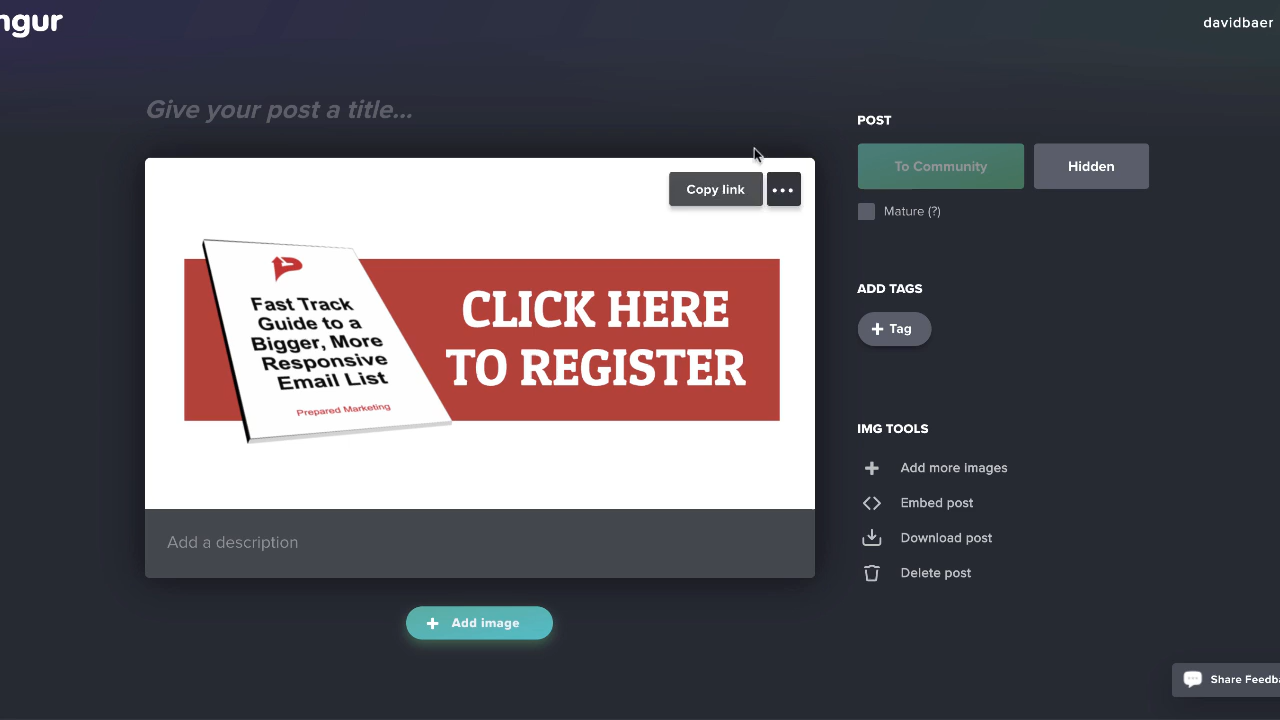 ngur
davidbaer
Give your post a title...
Copy link
•••
Fast Track
Guide to a
Bigger, More
Responsive
Email List
Prepared Marketing
CLICK HERE
TO REGISTER
Add a description
+ Add image
POST
To Community
Hidden
Mature (?)
ADD TAGS
+ Tag
IMG TOOLS
Add more images
Embed post
Download post
Delete post
Share Feedba